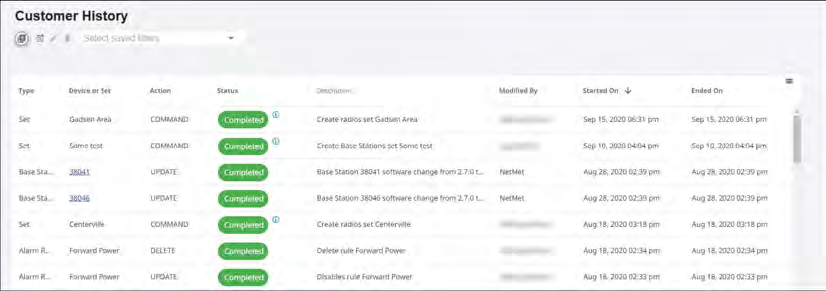 Customer History
Select saved filters
Type Device or Set Action Status Description Modified By Started On Ended On
Set Gadsen Area COMMAND Completed Create radios set Gadsen Area Sep 15, 2020 06:31 pm Sep 15, 2020 06:31 pm
Set Some test COMMAND Completed Create Base Stations set Some test Sep 10, 2020 04:04 pm Sep 10, 2020 04:04 pm
Base Sta... 38041 UPDATE Completed Base Station 38041 software change from 2.7.0 t... NetMet Aug 28, 2020 02:39 pm Aug 28, 2020 02:39 pm
Base Sta... 38046 UPDATE Completed Base Station 38046 software change from 2.7.0 t... NetMet Aug 28, 2020 02:39 pm Aug 28, 2020 02:39 pm
Set Centerville COMMAND Completed Create radios set Centerville Aug 18, 2020 03:18 pm Aug 18, 2020 03:18 pm
Alarm R... Forward Power DELETE Completed Delete rule Forward Power Aug 18, 2020 02:34 pm Aug 18, 2020 02:34 pm
Alarm R... Forward Power UPDATE Completed Disables rule Forward Power Aug 18, 2020 02:33 pm Aug 18, 2020 02:33 pm